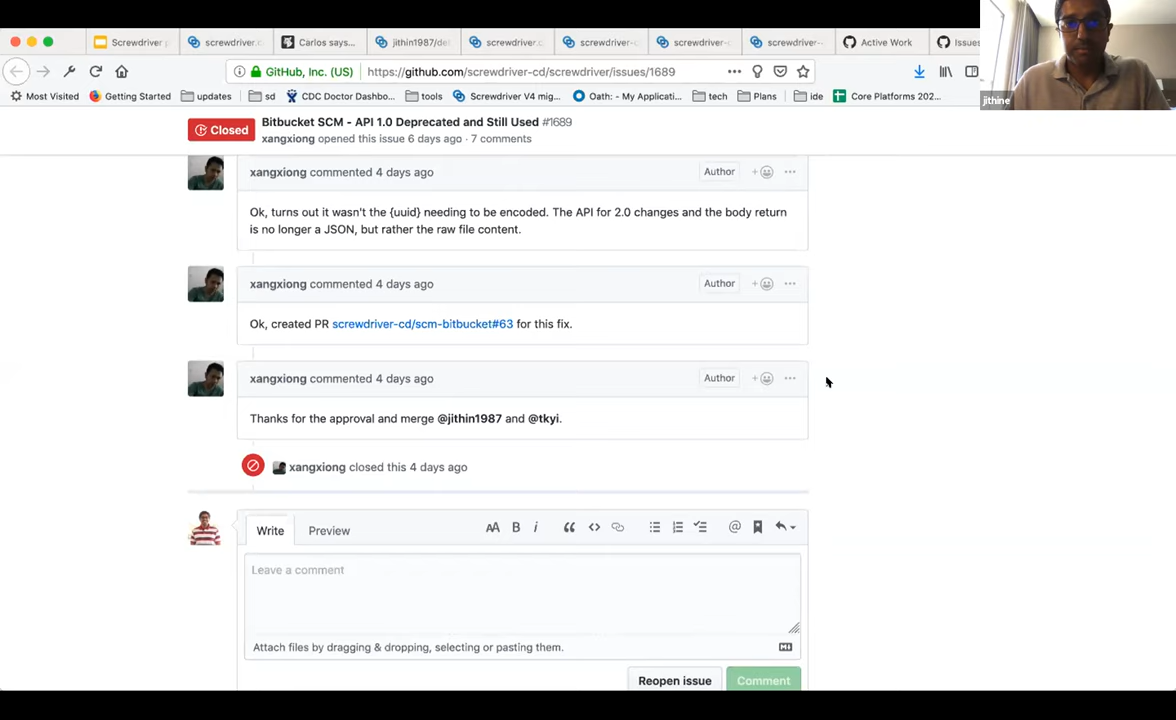 Screwdriver p
screwdriver.c
Carlos says...
jithin1987/de
screwdriver.c
screwdriver-c
screwdriver-c
screwdriver-
Active Work
Issues
GitHub, Inc. (US)
https://github.com/screwdriver-cd/screwdriver/issues/1689
Most Visited
Getting Started
updates
sd
CDC Doctor Dashbo...
tools
Screwdriver V4 mig...
Oath: - My Applicati...
tech
Plans
ide
Core Platforms 202...
jithine
Closed
Bitbucket SCM - API 1.0 Deprecated and Still Used #1689
xangxiong opened this issue 6 days ago · 7 comments
xangxiong commented 4 days ago
Author
Ok, turns out it wasn't the {uuid} needing to be encoded. The API for 2.0 changes and the body return
is no longer a JSON, but rather the raw file content.
xangxiong commented 4 days ago
Author
Ok, created PR screwdriver-cd/scm-bitbucket#63 for this fix.
xangxiong commented 4 days ago
Author
Thanks for the approval and merge @jithin1987 and @tkyi.
xangxiong closed this 4 days ago
Write
Preview
AA B i
Leave a comment
Attach files by dragging & dropping, selecting or pasting them.
Reopen issue
Comment